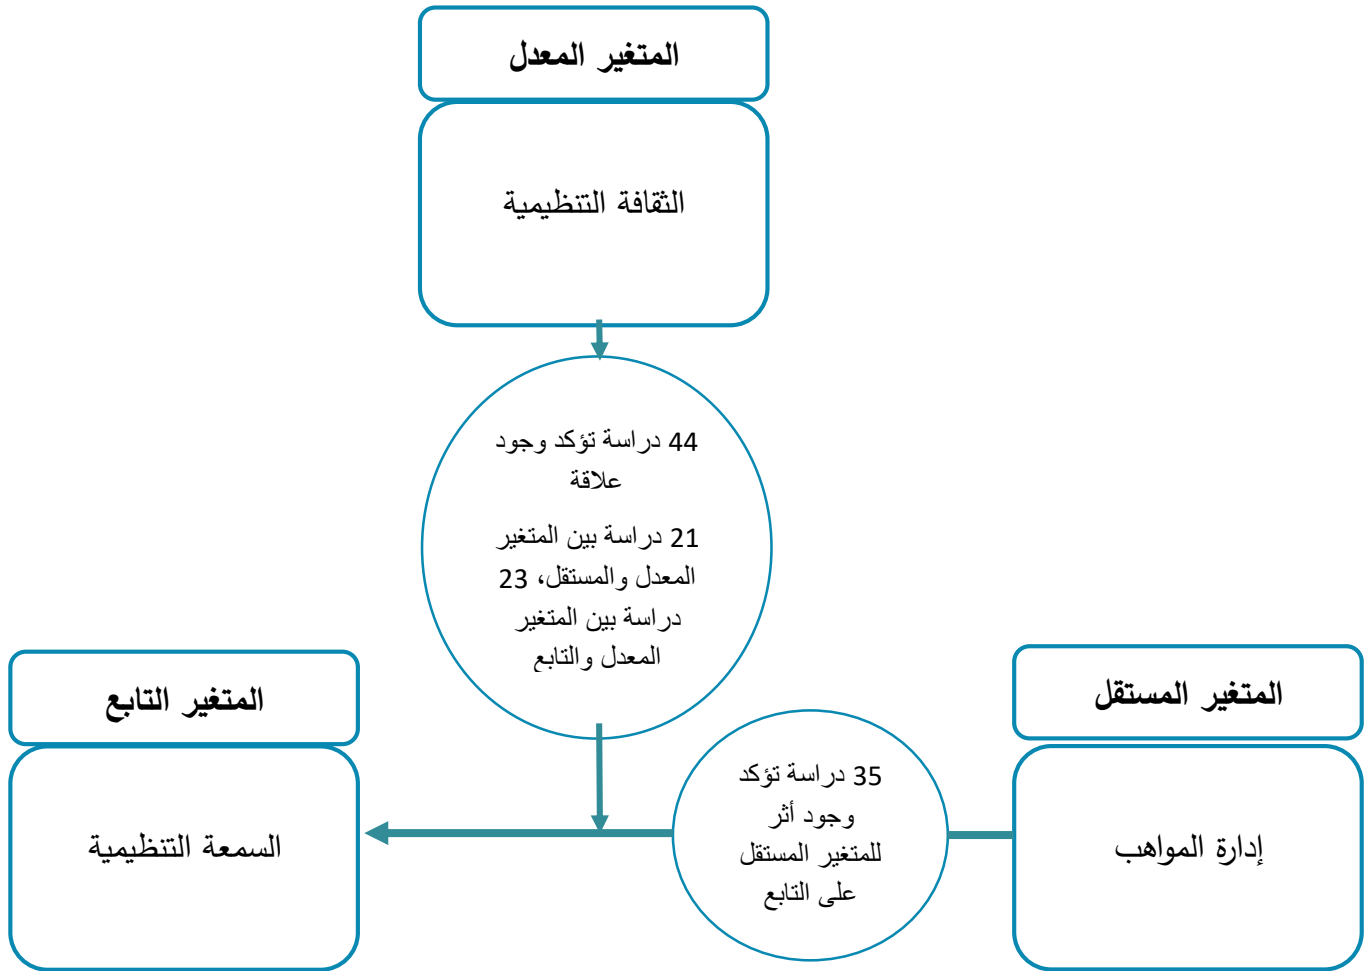 المتغير المعدل
الثقافة التنظيمية
44 دراسة تؤكد وجود
علاقة
21 دراسة بين المتغير
المعدل والمستقل، 23
دراسة بين المتغير
المعدل والتابع
المتغير المستقل
إدارة المواهب
35 دراسة تؤكد
وجود أثر
للمتغير المستقل
على التابع
المتغير التابع
السمعة التنظيمية